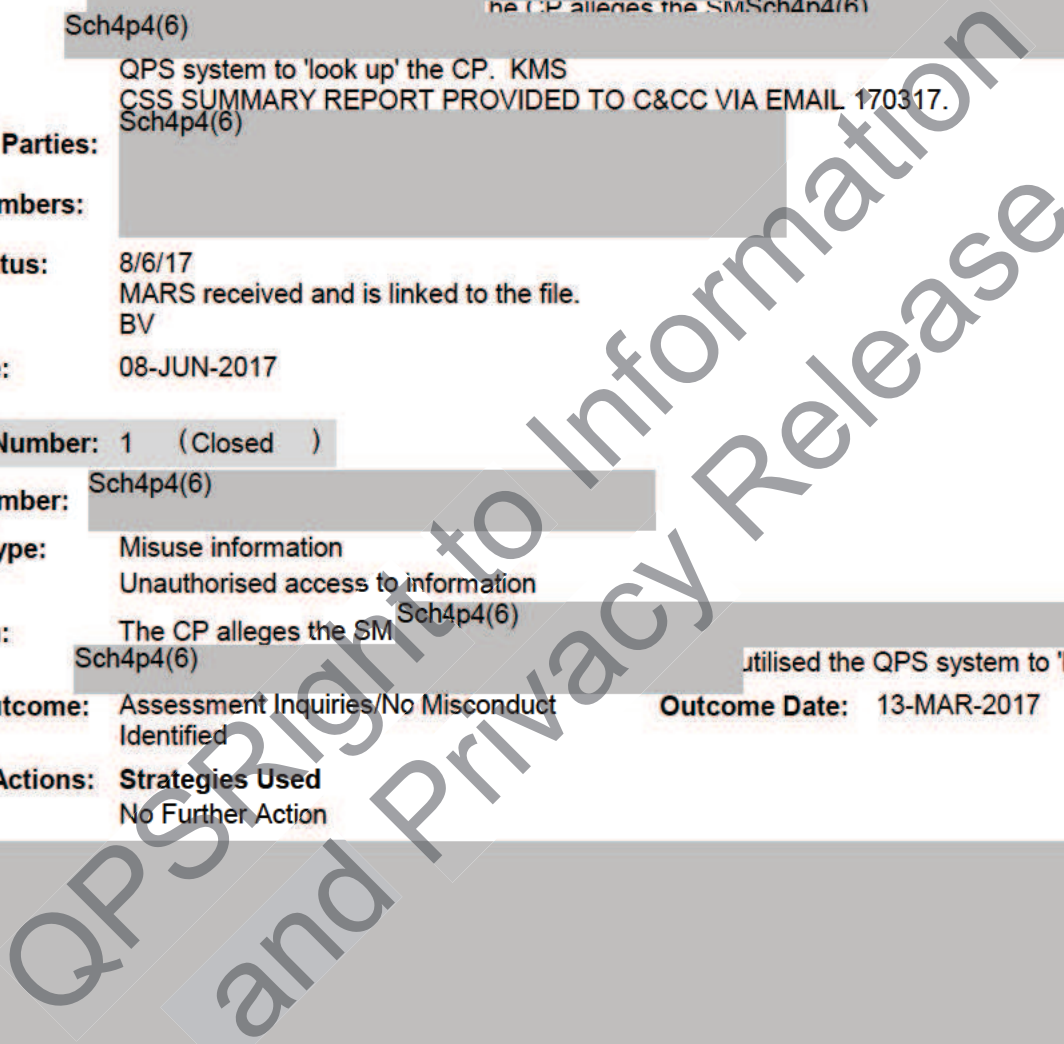 he CP alleges the SMSch4p4(6)
Sch4p4(6)
QPS system to 'look up' the CP. KMS
CSS SUMMARY REPORT PROVIDED TO C&CC VIA EMAIL 170317.
Sch4p4(6)
Parties:
mbers:
tus: 8/6/17
MARS received and is linked to the file.
BV
: 08-JUN-2017
Number: 1 (Closed )
Sch4p4(6)
mber:
ype: Misuse information
Unauthorised access to information
: The CP alleges the SM Sch4p4(6)
Sch4p4(6) utilised the QPS system to '
utcome: Assessment Inquiries/No Misconduct Outcome Date: 13-MAR-2017
Identified
Actions: Strategies Used
No Further Action
QPSRight to Information
and Privacy Release